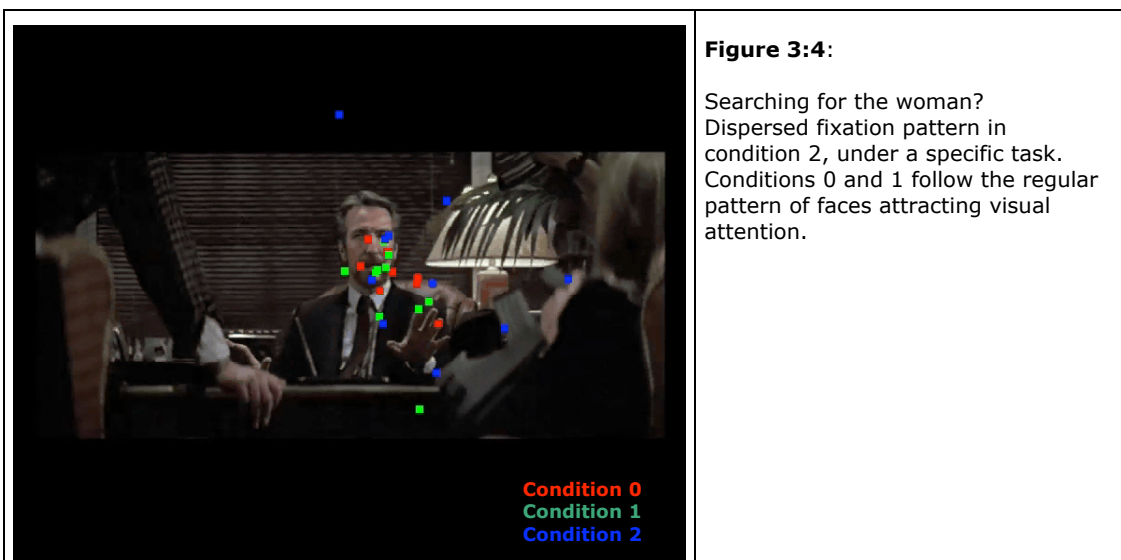 Figure 3:4:
Searching for the woman?
Dispersed fixation pattern in
condition 2, under a specific task.
Conditions 0 and 1 follow the regular
pattern of faces attracting visual
attention.
Condition 0
Condition 1
Condition 2